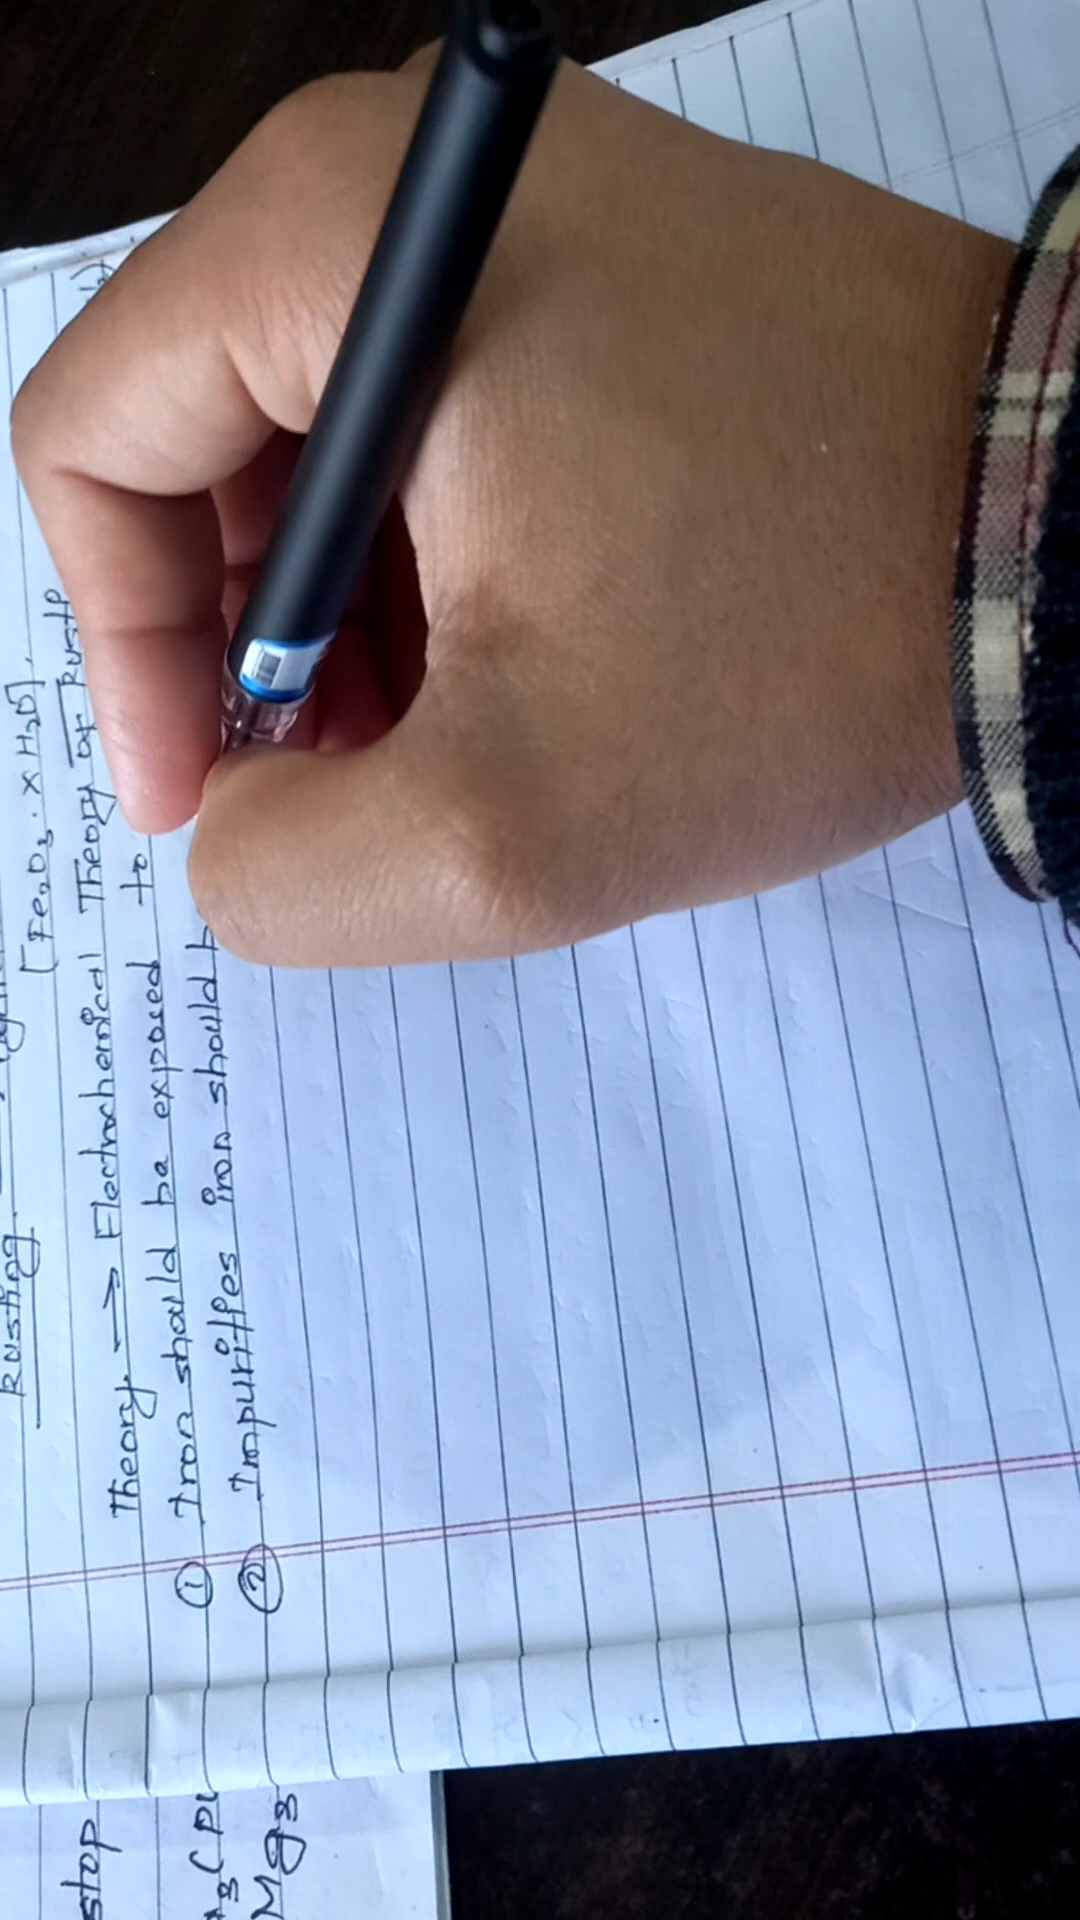 Rusting
[Fe2O3 . x H2O].
Theory → Electrochemical Theory of
① Iron should be exposed to
② Impurities iron should
stop
Mg3